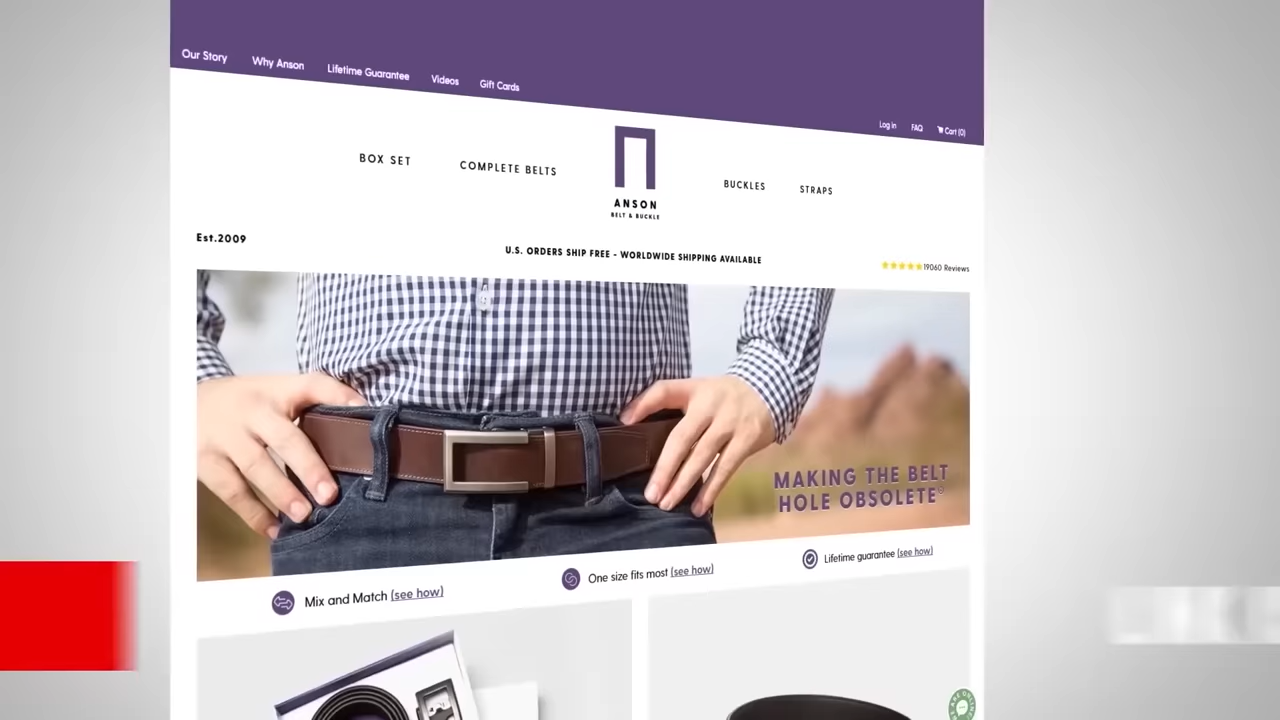 Our Story Why Anson Lifetime Guarantee Videos Gift Cards
Log in FAQ Cart (0)
BOX SET COMPLETE BELTS BUCKLES STRAPS
ANSON
BELT & BUCKLE
Est.2009
U.S. ORDERS SHIP FREE - WORLDWIDE SHIPPING AVAILABLE
19060 Reviews
MAKING THE BELT
HOLE OBSOLETE®
Mix and Match (see how)
One size fits most (see how)
Lifetime guarantee (see how)